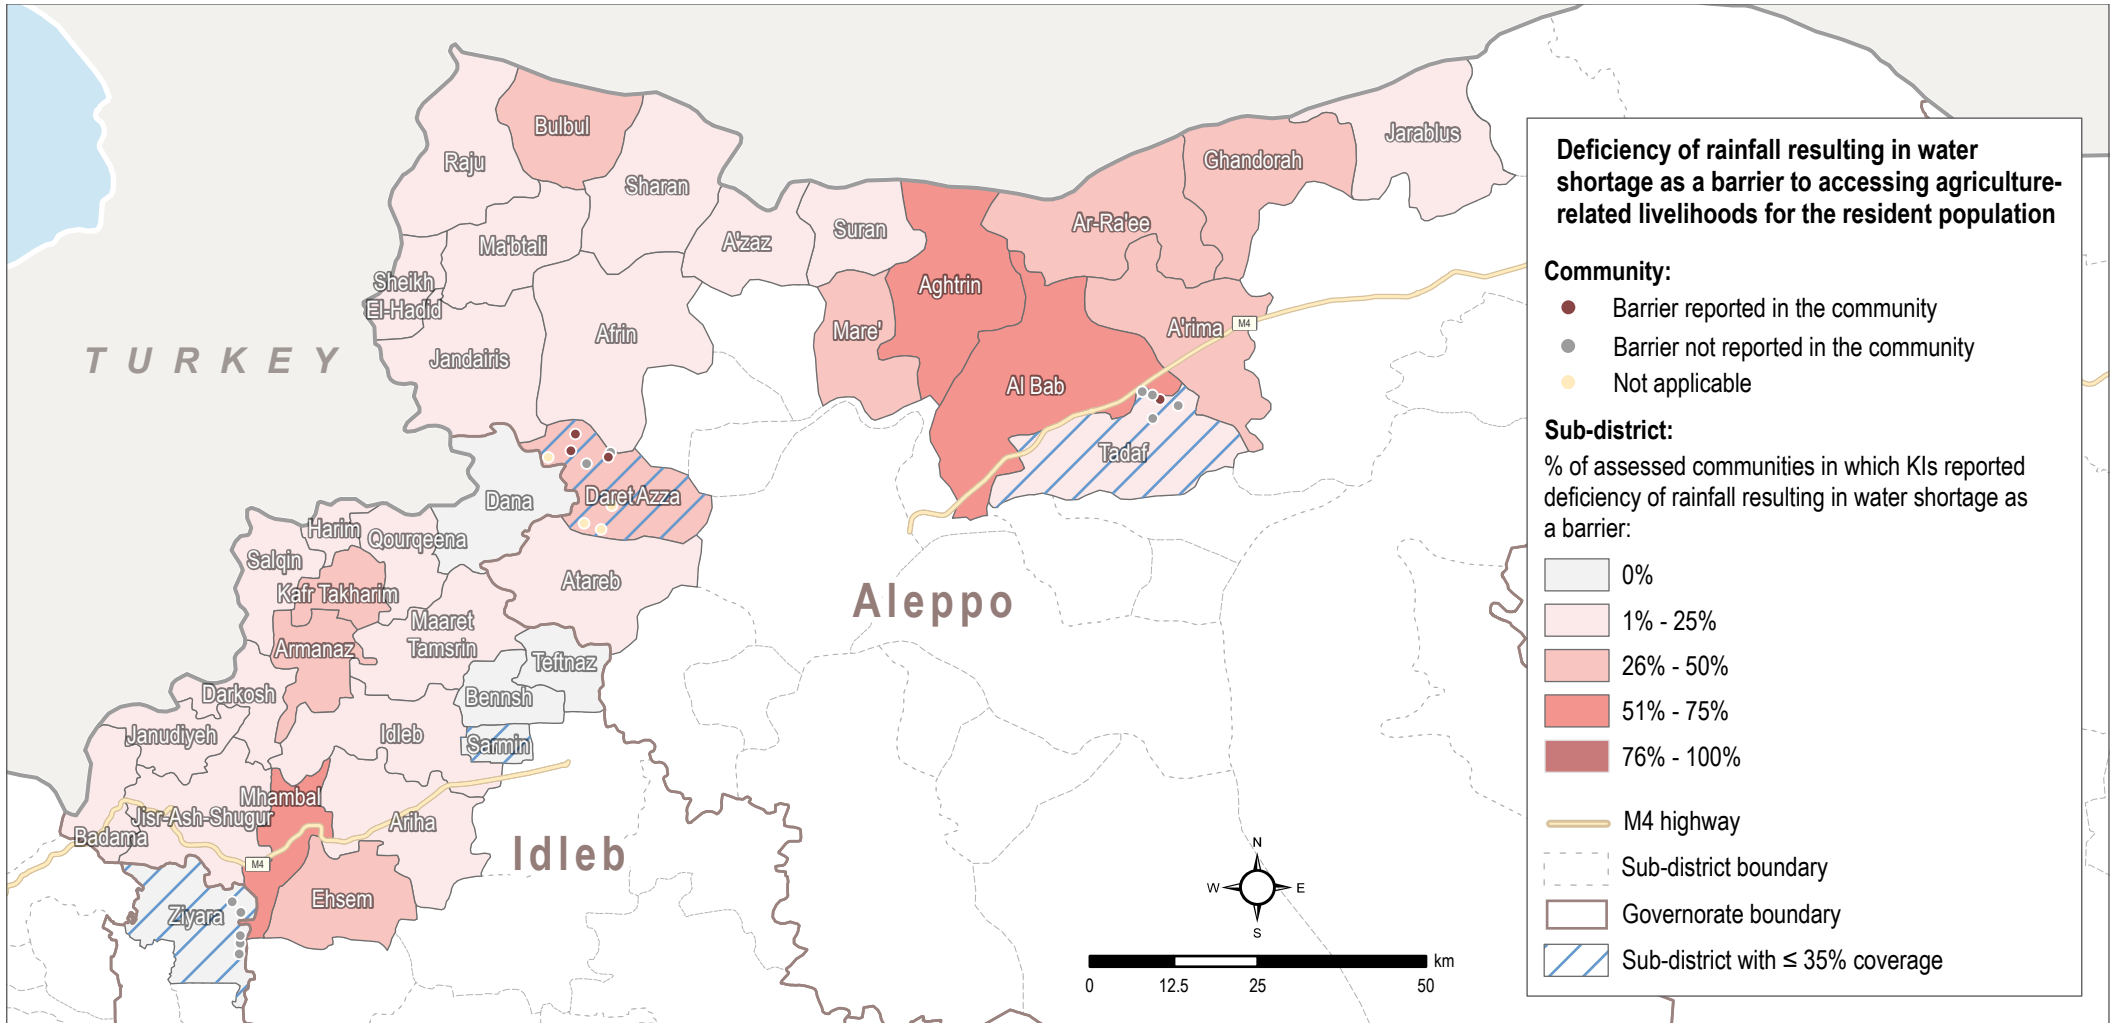 Bulbul
Raju
Sharan
Jarablus
Ghandorah
Ar-Ra'ee
Suran
A'zaz
Ma'btali
Sheikh
El-Hadid
Aghtrin
Afrin
Mare'
A'rima
M4
Jandairis
Al Bab
TURKEY
Tadaf
Daret Azza
Dana
Harim
Qourqeena
Salqin
Kafr Takharim
Atareb
Aleppo
Maaret
Tamsrin
Armanaz
Teftnaz
Bennsh
Darkosh
Janudiyeh
Idleb
Sarmin
Mhambal
Jisr-Ash-Shugur
Ariha
Badama
M4
Idleb
Ehsem
Ziyara
N
W
E
S
km
0
12.5
25
50
Deficiency of rainfall resulting in water
shortage as a barrier to accessing agriculture-
related livelihoods for the resident population
Community:
Barrier reported in the community
Barrier not reported in the community
Not applicable
Sub-district:
% of assessed communities in which KIs reported
deficiency of rainfall resulting in water shortage as
a barrier:
0%
1% - 25%
26% - 50%
51% - 75%
76% - 100%
M4 highway
Sub-district boundary
Governorate boundary
Sub-district with ≤ 35% coverage